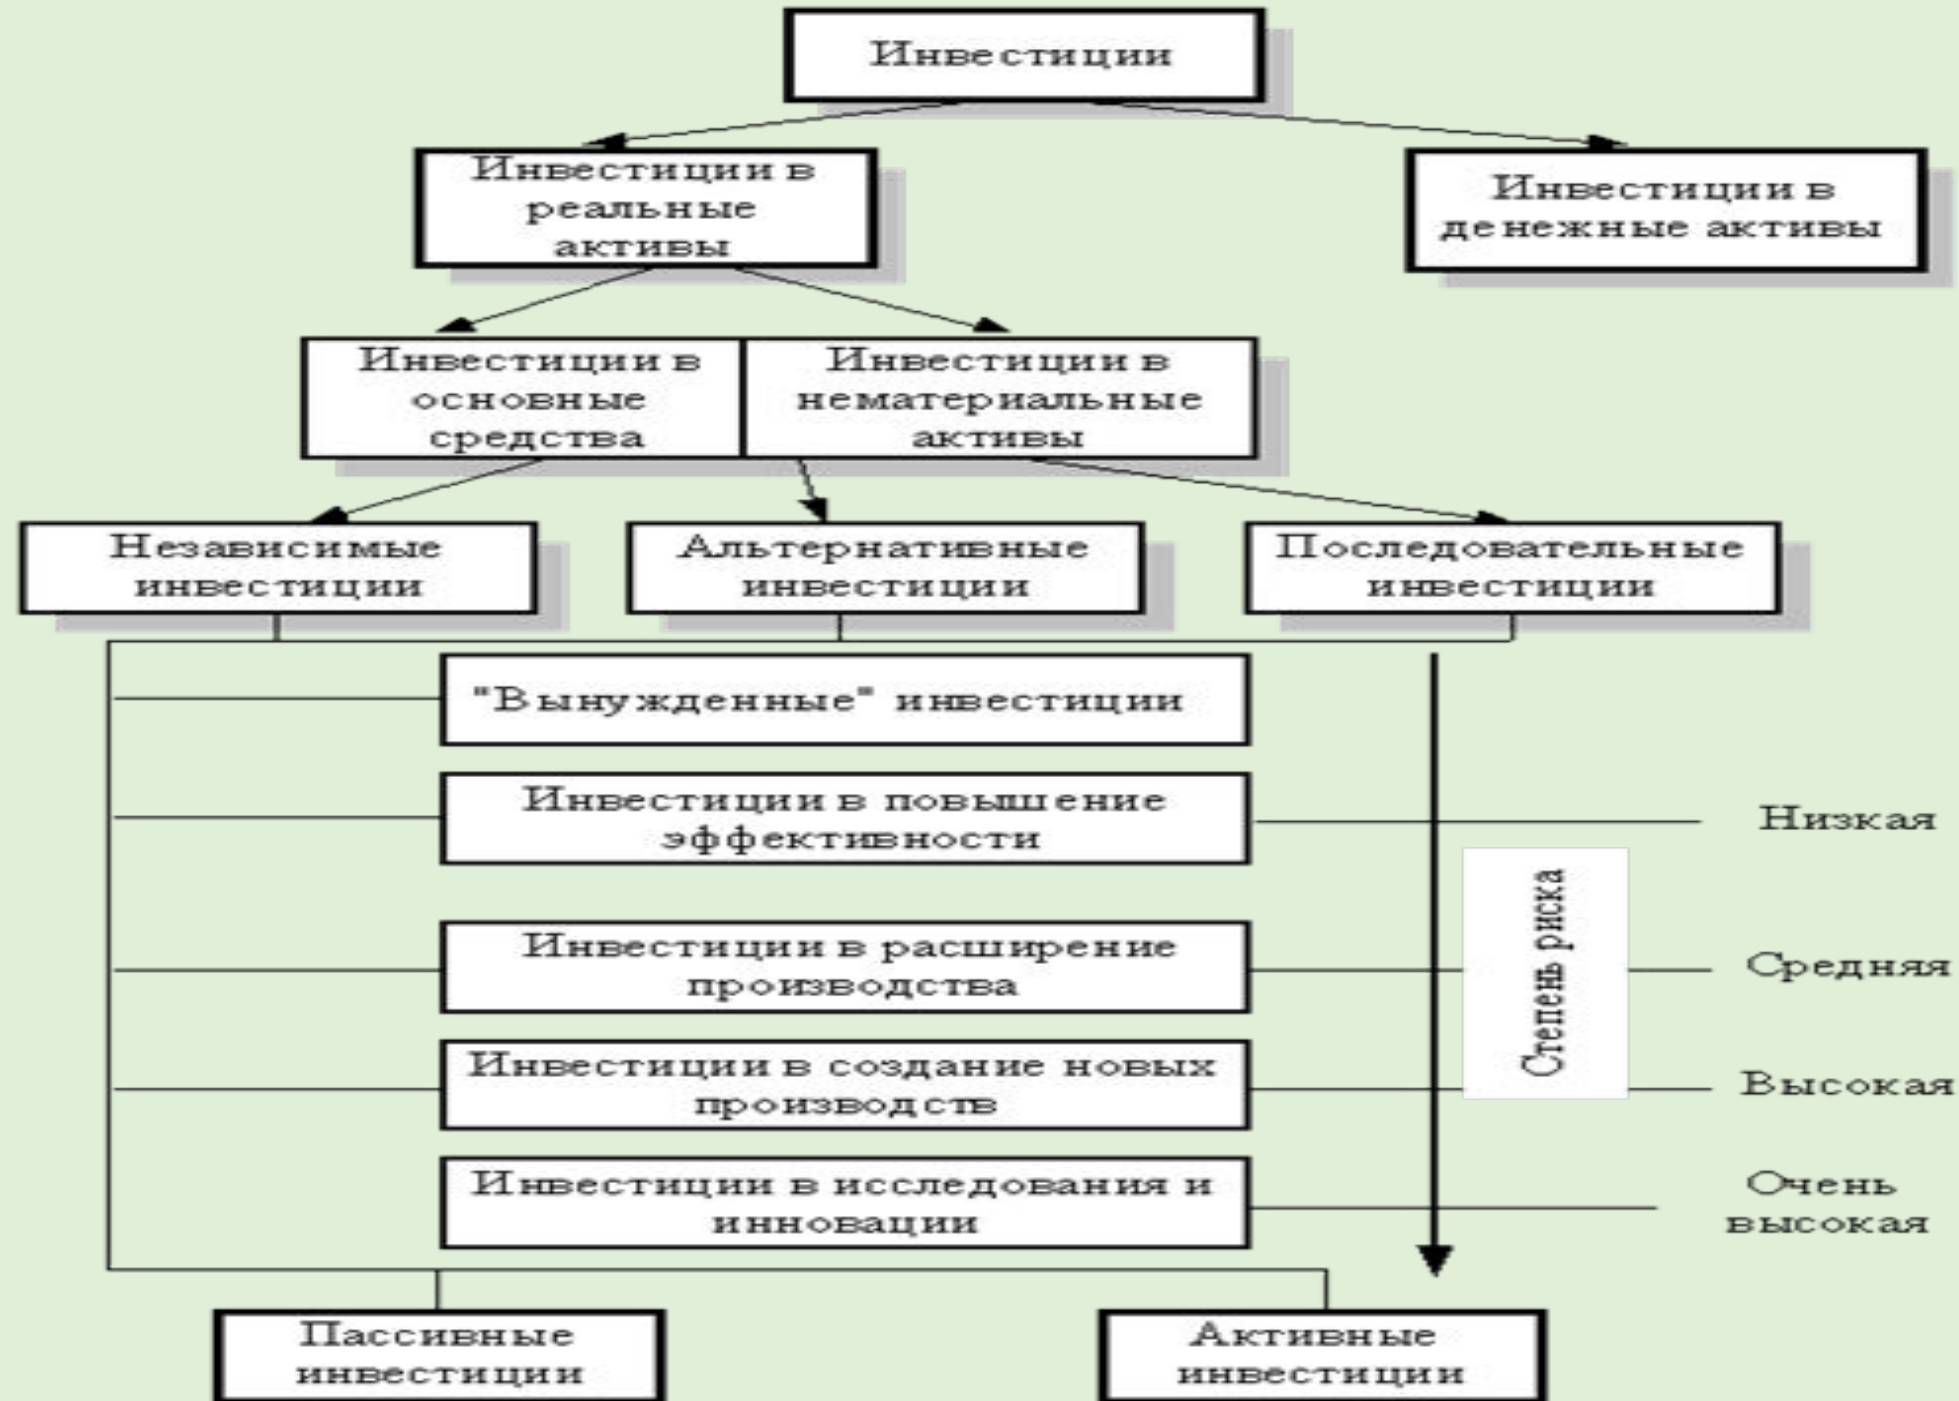 Инвестиции
Инвестиции в
реальные
активы
Инвестиции в
денежные активы
Инвестиции в
основные
средства
Инвестиции в
нематериальные
активы
Независимые
инвестиции
Альтернативные
инвестиции
Последовательные
инвестиции
"Вынужденные" инвестиции
Инвестиции в повышение
эффективности
Низкая
Степень риска
Инвестиции в расширение
производства
Средняя
Инвестиции в создание новых
производств
Высокая
Инвестиции в исследования и
инновации
Очень
высокая
Пассивные
инвестиции
Активные
инвестиции